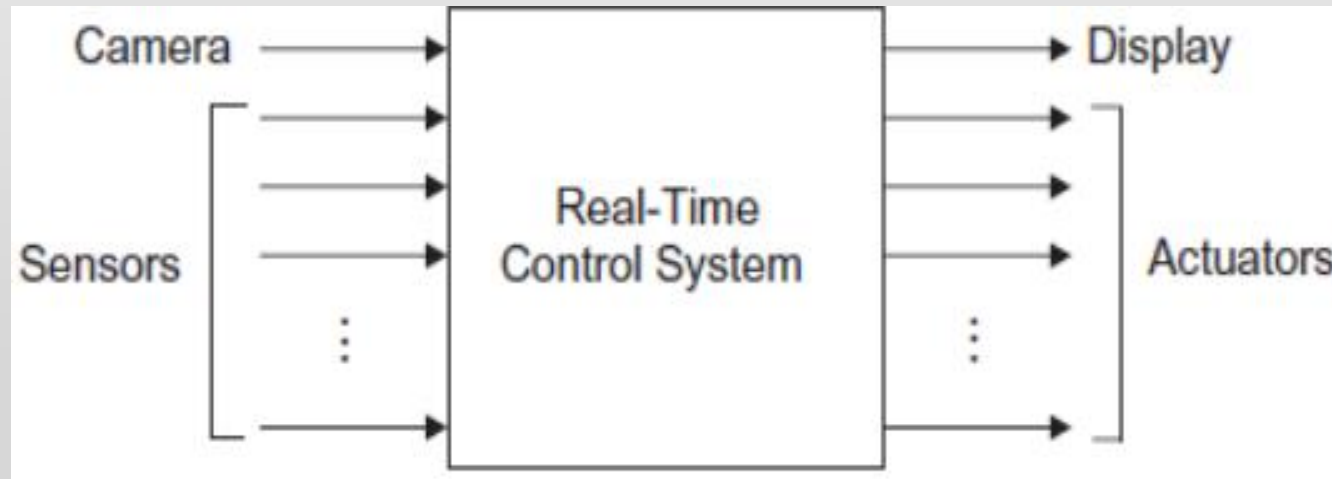 Camera
Display
Real-Time
Control System
Sensors
Actuators